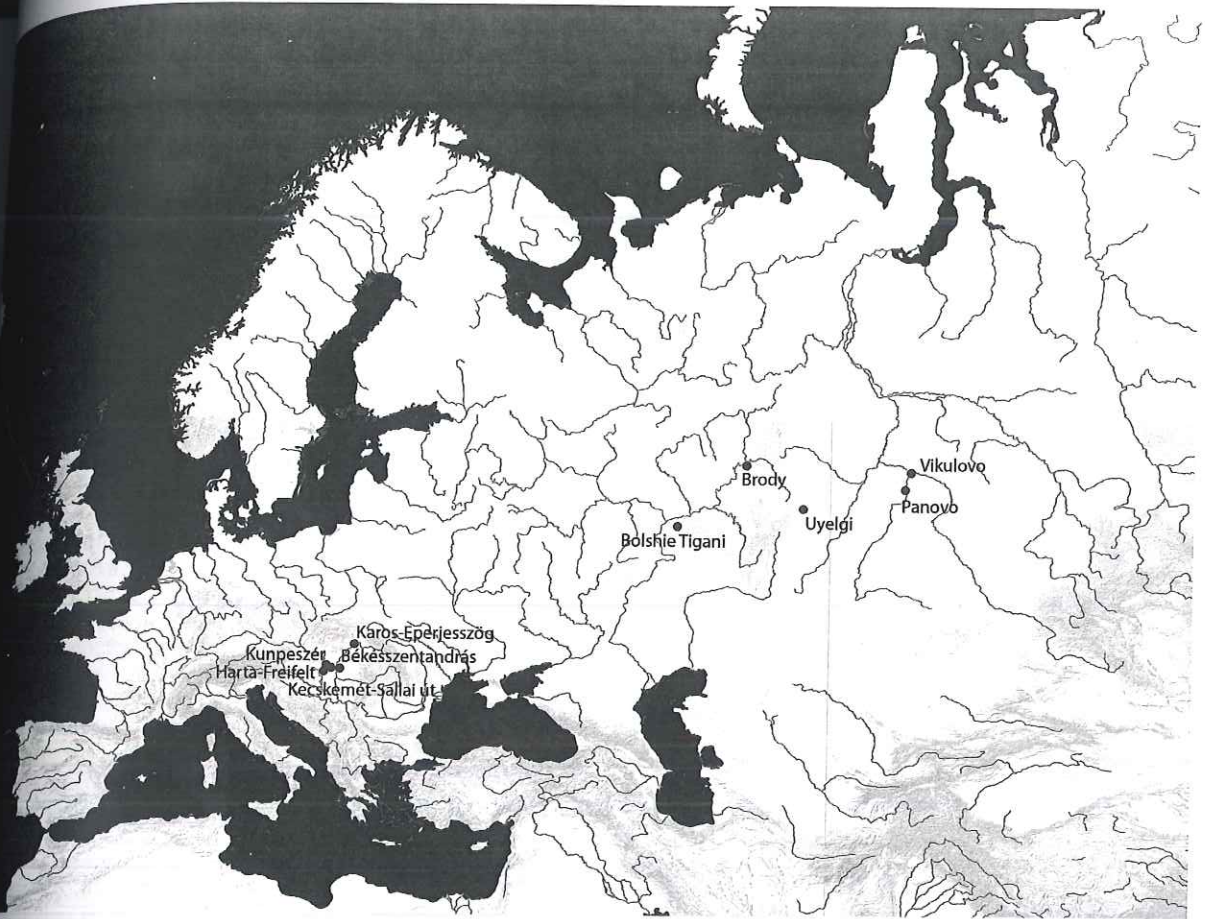 Vikulovo
Brody
Panovo
Uyelgi
Bolshie Tigani
Karos-Eperjesszög
Kunpeszér
Békésszentandrás
Harta-Freifelt
Kecskemét-Sallai út